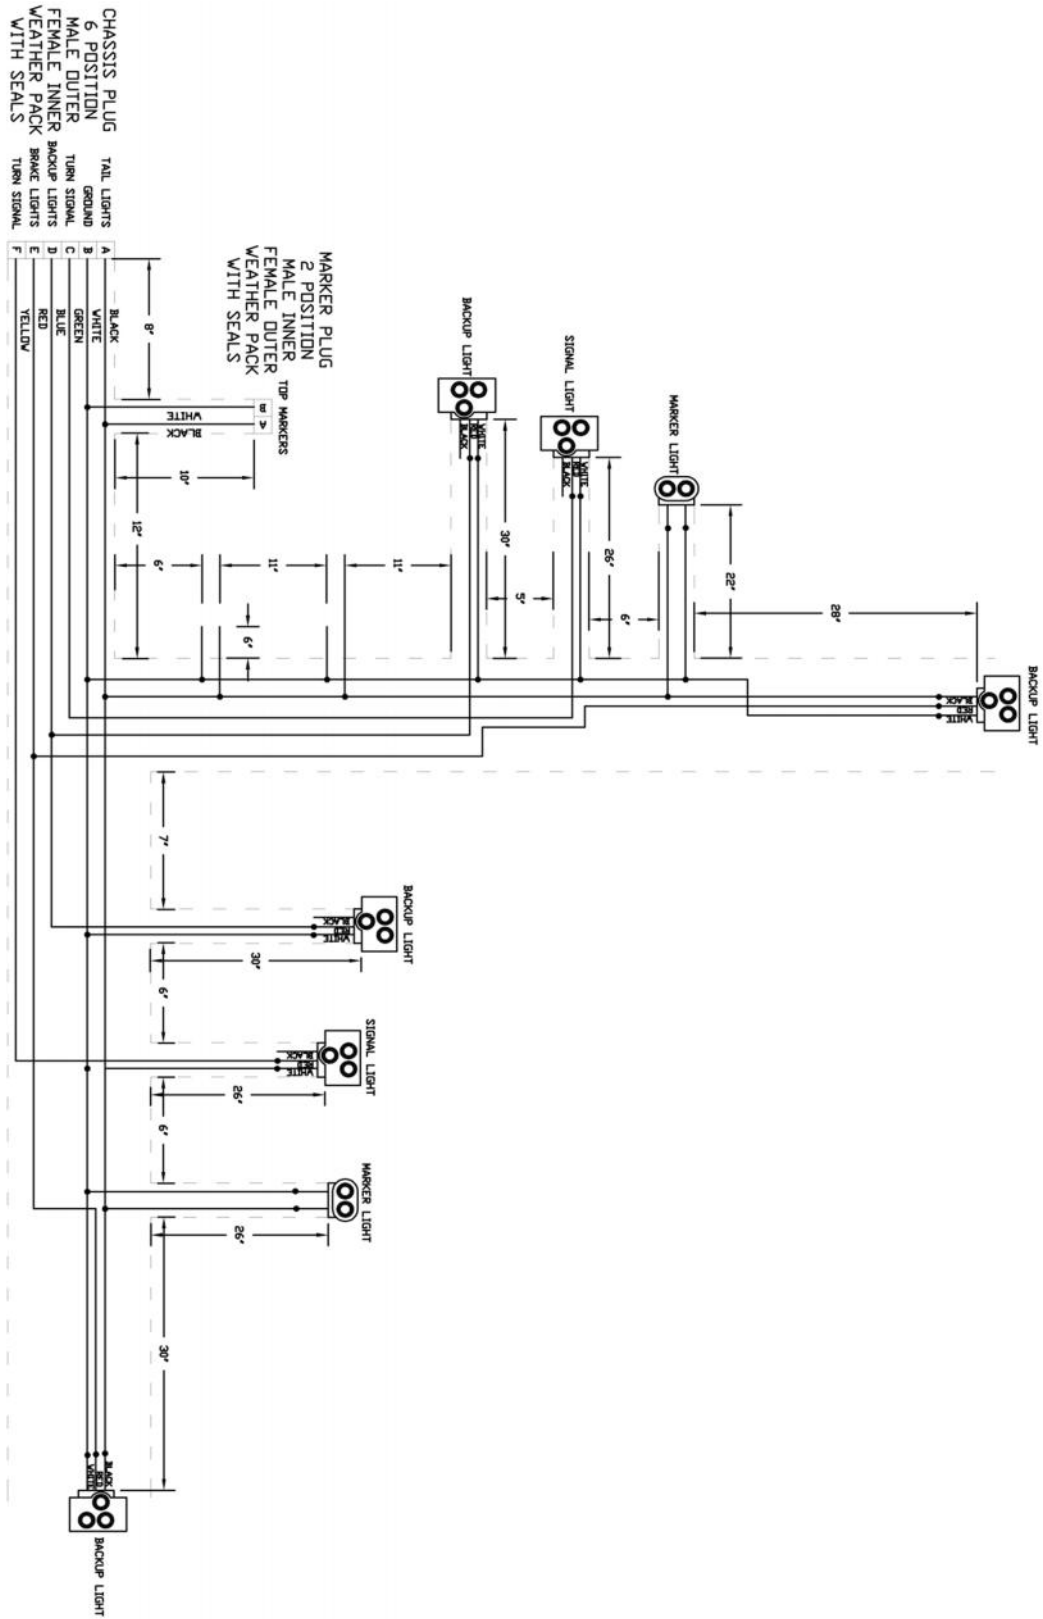 CHASSIS PLUG
6 POSITION
MALE OUTER
FEMALE INNER
WEATHER PACK
WITH SEALS
TAIL LIGHTS
GROUND
TURN SIGNAL
BACKUP LIGHTS
BRAKE LIGHTS
TURN SIGNAL
A
B
C
D
E
F
BLACK
WHITE
GREEN
BLUE
RED
YELLOW
8"
MARKER PLUG
2 POSITION
MALE INNER
FEMALE OUTER
WEATHER PACK
WITH SEALS
TOP MARKERS
B
A
WHITE
BLACK
10"
12"
6"
11"
6"
11"
BACKUP LIGHT
WHITE
RED
BLACK
30"
5"
SIGNAL LIGHT
WHITE
RED
BLACK
26"
6"
MARKER LIGHT
22"
28"
BACKUP LIGHT
BLACK
RED
WHITE
7"
BACKUP LIGHT
BLACK
RED
WHITE
30"
6"
SIGNAL LIGHT
BLACK
RED
WHITE
26"
6"
MARKER LIGHT
26"
30"
BLACK
RED
WHITE
BACKUP LIGHT